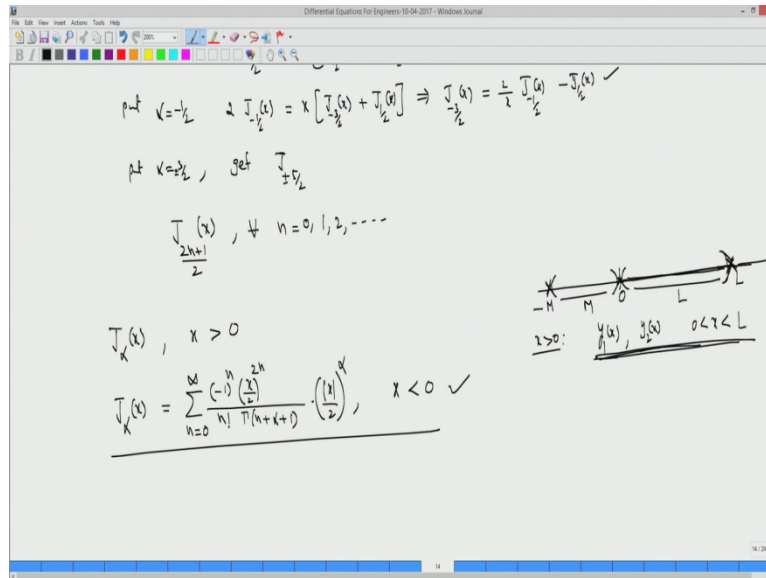 Differential Equations For Engineers-10-04-2017 - Windows Journal
File Edit View Insert Actions Tools Help
200%
B I
put α=-1/2 2 J_{-1/2}(x) = x [J_{-3/2}(x) + J_{1/2}(x)] ⇒ J_{-3/2}(x) = L/x J_{-1/2}(x) - J_{1/2}(x) ✓
put α=±3/2, get J_{±5/2}
J_{(2n+1)/2}(x), ∀ n=0, 1, 2, ----
J_α(x), x > 0
-M M 0 L L
x>0: y_1(x), y_2(x) 0<x<L
J_α(x) = ∑_{n=0}^{∞} (-1)^n (x/2)^{2n} / n! Γ(n+α+1) · (|x|/2)^α, x < 0 ✓
14 / 24
14